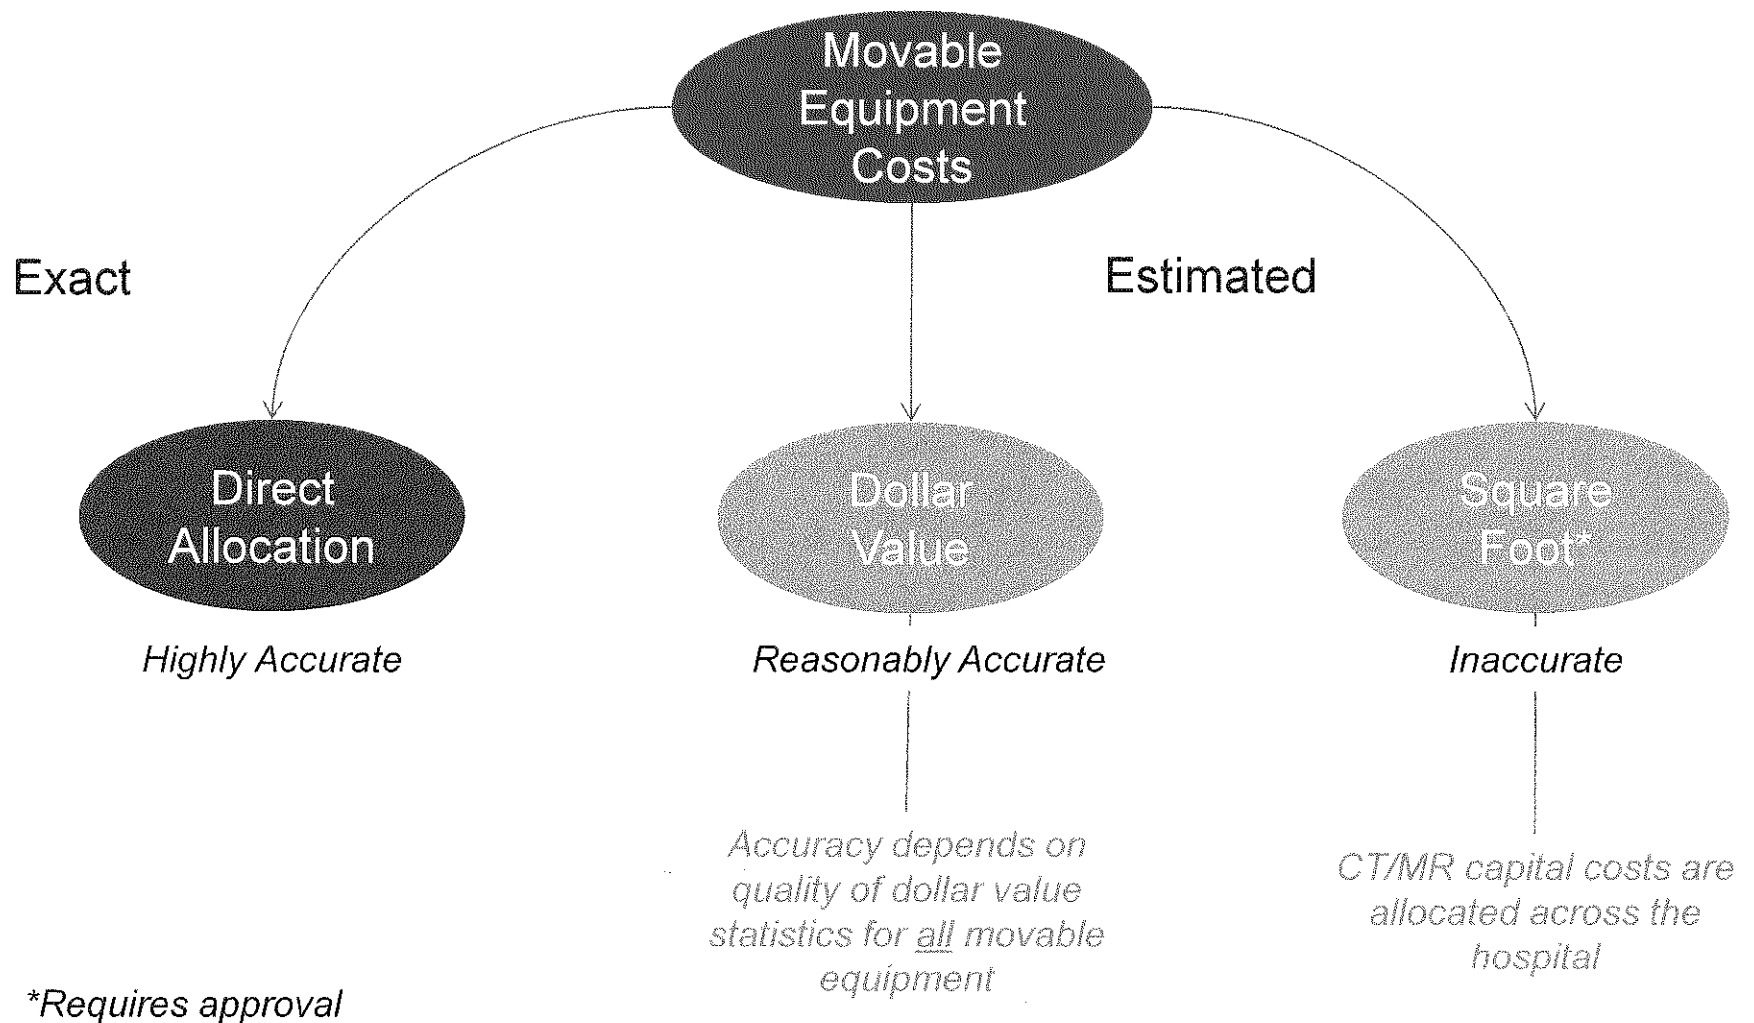 Movable
Equipment
Costs
Exact
Estimated
Direct
Allocation
Dollar
Value
Square
Foot*
Highly Accurate
Reasonably Accurate
Inaccurate
Accuracy depends on
quality of dollar value
statistics for all movable
equipment
CT/MR capital costs are
allocated across the
hospital
*Requires approval